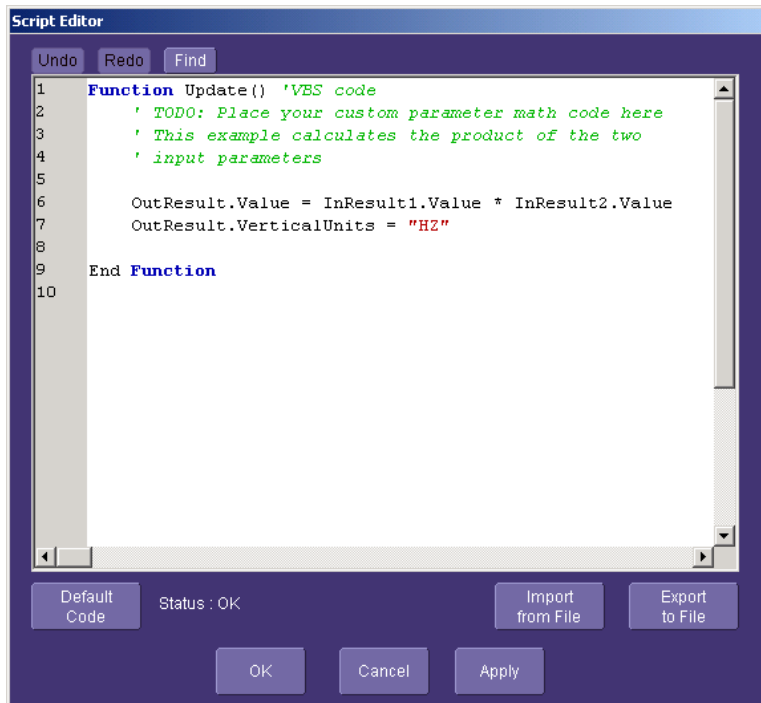 Script Editor
Undo Redo Find
1 Function Update() 'VBS code
2 ' TODO: Place your custom parameter math code here
3 ' This example calculates the product of the two
4 ' input parameters
5
6 OutResult.Value = InResult1.Value * InResult2.Value
7 OutResult.VerticalUnits = "HZ"
8
9 End Function
10
Default Code Status : OK Import from File Export to File
OK Cancel Apply